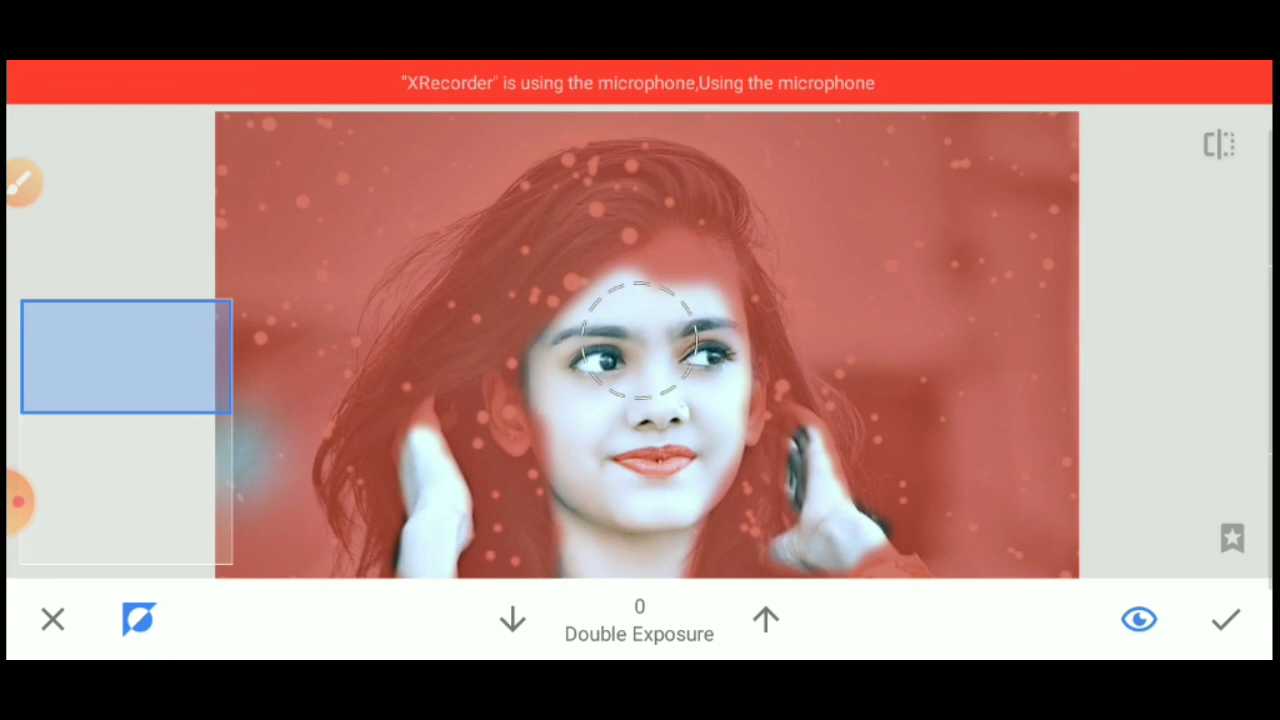 "XRecorder" is using the microphone,Using the microphone
0
Double Exposure